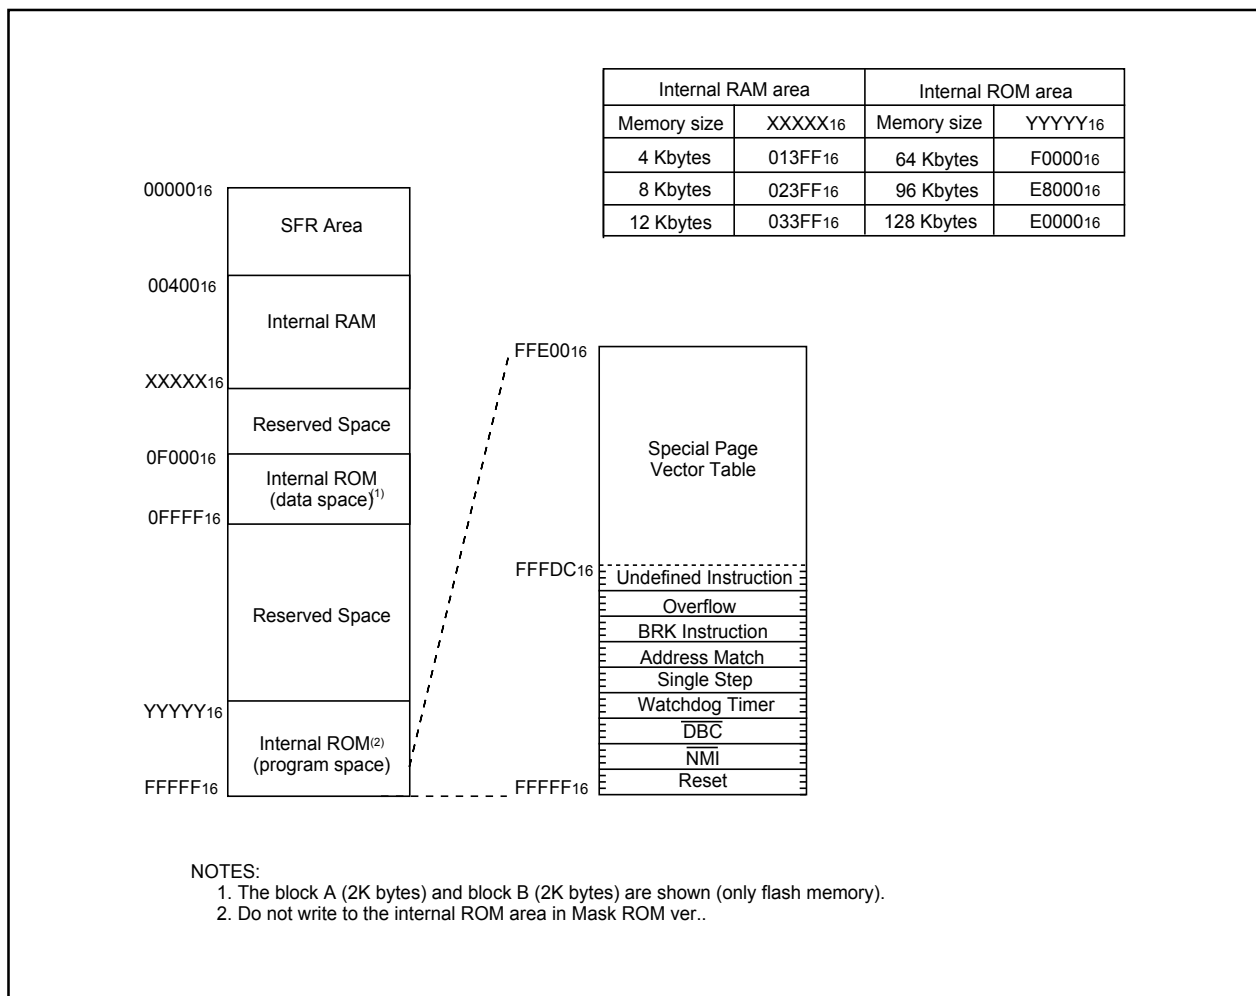 Internal RAM area Internal ROM area
Memory size XXXXX16 Memory size YYYYY16
4 Kbytes 013FF16 64 Kbytes F000016
8 Kbytes 023FF16 96 Kbytes E800016
12 Kbytes 033FF16 128 Kbytes E000016
0000016
SFR Area
0040016
Internal RAM
XXXXX16
Reserved Space
0F00016
Internal ROM
(data space)(1)
0FFFF16
Reserved Space
YYYYY16
Internal ROM(2)
(program space)
FFFFF16
FFE0016
Special Page
Vector Table
FFFDC16
Undefined Instruction
Overflow
BRK Instruction
Address Match
Single Step
Watchdog Timer
DBC
NMI
Reset
FFFFF16
NOTES:
1. The block A (2K bytes) and block B (2K bytes) are shown (only flash memory).
2. Do not write to the internal ROM area in Mask ROM ver..